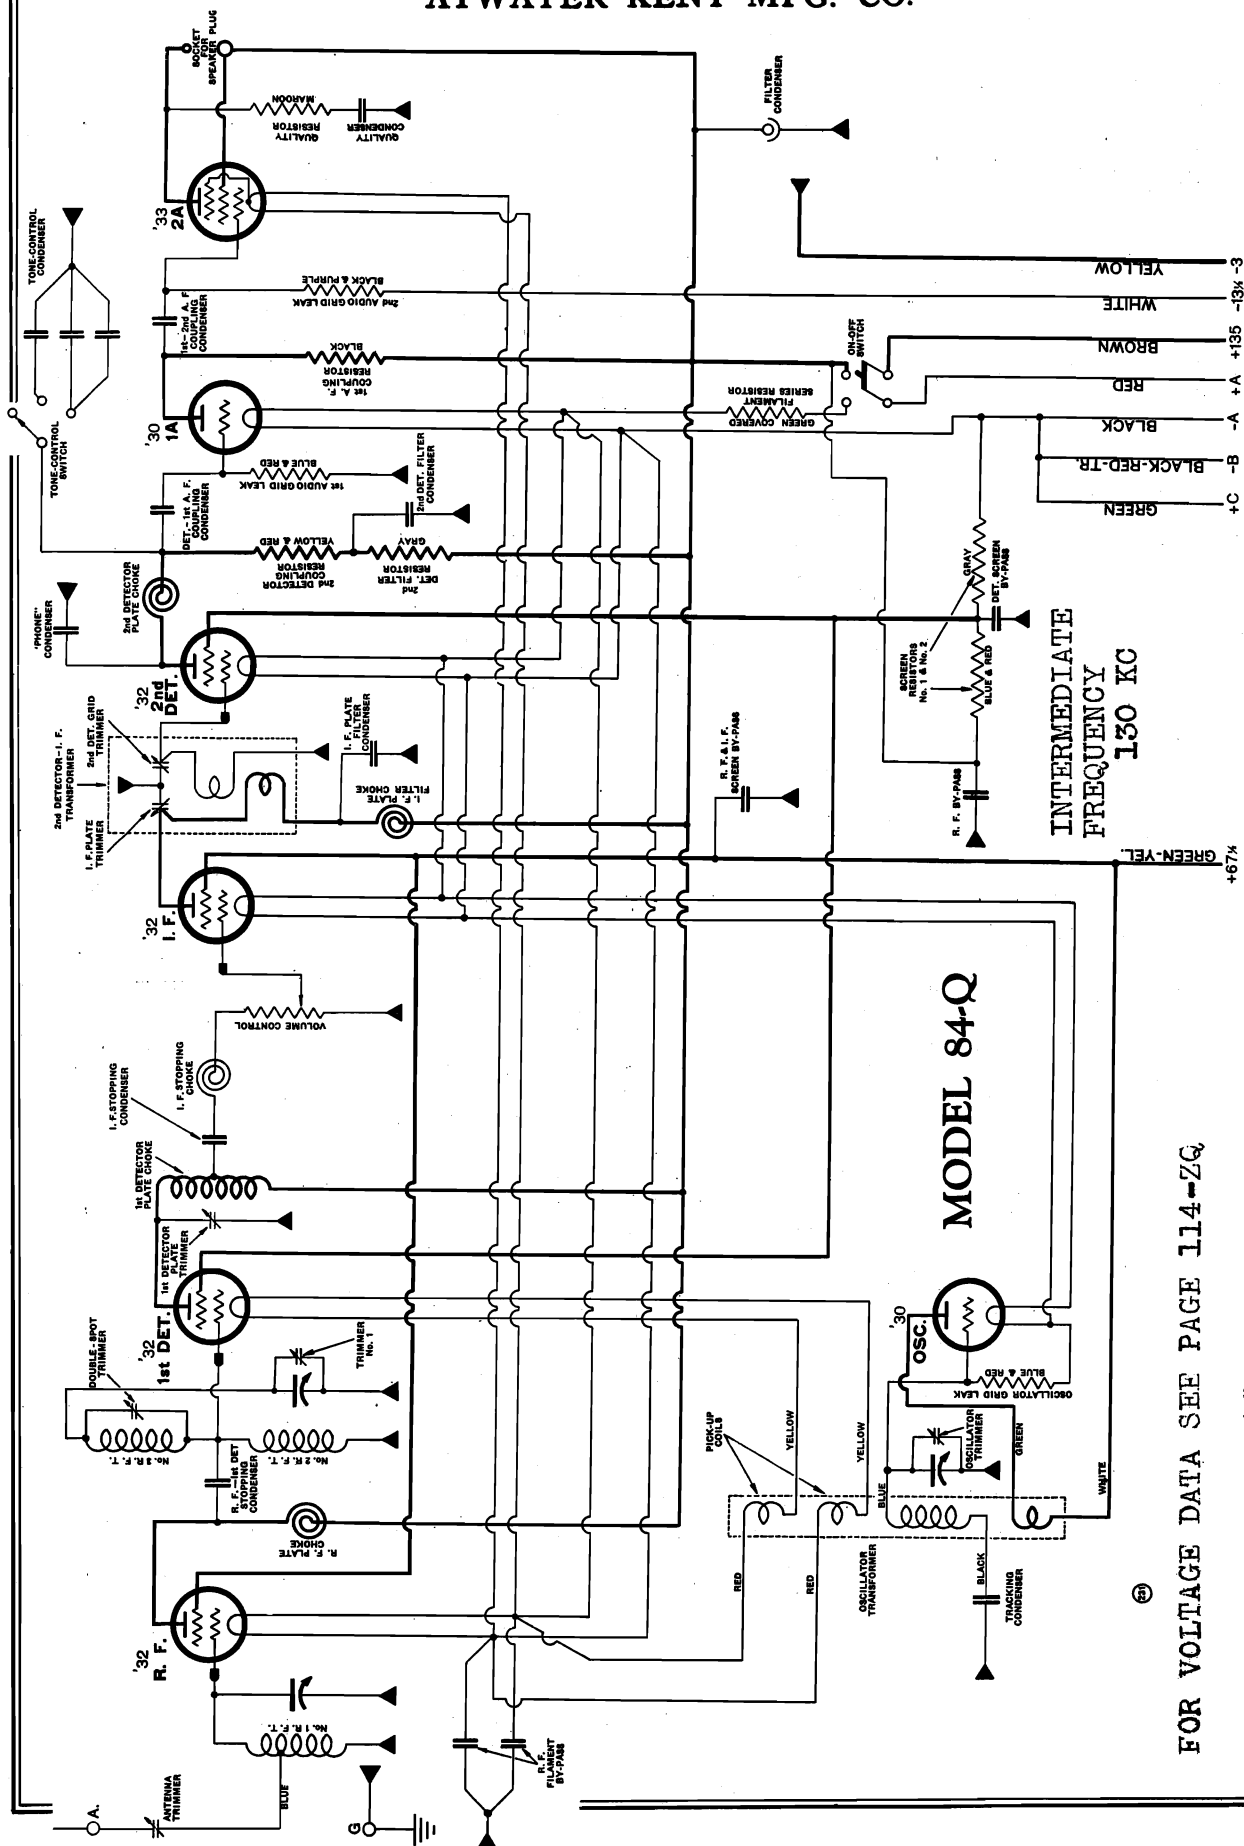 ATWATER KENT MFG. CO.
SOCKET
FOR
SPEAKER PLUG
MAROON
QUALITY
RESISTOR
QUALITY
CONDENSER
FILTER
CONDENSER
'33
2A
TONE-CONTROL
CONDENSER
TONE-CONTROL
SWITCH
BLACK & PURPLE
2nd AUDIO GRID LEAK
1st-2nd A. F.
COUPLING
CONDENSER
BLACK
1st A. F.
COUPLING
RESISTOR
'30
1A
BLUE & RED
1st AUDIO GRID LEAK
DET.-1st A. F.
COUPLING
CONDENSER
2nd DET. FILTER
CONDENSER
YELLOW & RED
2nd DETECTOR
COUPLING
RESISTOR
GRAY
2nd
DET. FILTER
RESISTOR
GREEN COVERED
FILAMENT
SERIES RESISTOR
ON-OFF
SWITCH
YELLOW -3
WHITE -13½
BROWN +135
RED +A
BLACK -A
BLACK-RED-TR. -B
GREEN +C
"PHONE"
CONDENSER
2nd DETECTOR
PLATE CHOKE
'32
2nd
DET.
2nd DETECTOR-I. F.
TRANSFORMER
2nd DET. GRID
TRIMMER
I. F. PLATE
TRIMMER
I. F. PLATE
FILTER
CONDENSER
I. F. PLATE
FILTER CHOKE
GRAY
DET. SCREEN
BY-PASS
SCREEN
RESISTORS
No. 1 & No. 2
BLUE & RED
R. F. BY-PASS
R. F. & I. F.
SCREEN BY-PASS
INTERMEDIATE
FREQUENCY
130 KC
GREEN-YEL. +67½
'32
I. F.
VOLUME CONTROL
I. F. STOPPING
CHOKE
I. F. STOPPING
CONDENSER
1st DETECTOR
PLATE CHOKE
1st DETECTOR
PLATE
TRIMMER
'32
1st DET.
DOUBLE-SPOT
TRIMMER
TRIMMER
No. 1
No. 3 R. F. T.
No. 2 R. F. T.
R. F.-1st DET
STOPPING
CONDENSER
R. F. PLATE
CHOKE
'32
R. F.
No. 1 R. F. T.
A.
ANTENNA
TRIMMER
BLUE
G
R. F.
FILAMENT
BY-PASS
MODEL 84-Q
'30
OSC.
BLUE & RED
OSCILLATOR GRID LEAK
OSCILLATOR
TRIMMER
GREEN
PICK-UP
COILS
YELLOW
YELLOW
BLUE
WHITE
RED
RED
OSCILLATOR
TRANSFORMER
BLACK
TRACKING
CONDENSER
231
FOR VOLTAGE DATA SEE PAGE 114-ZQ